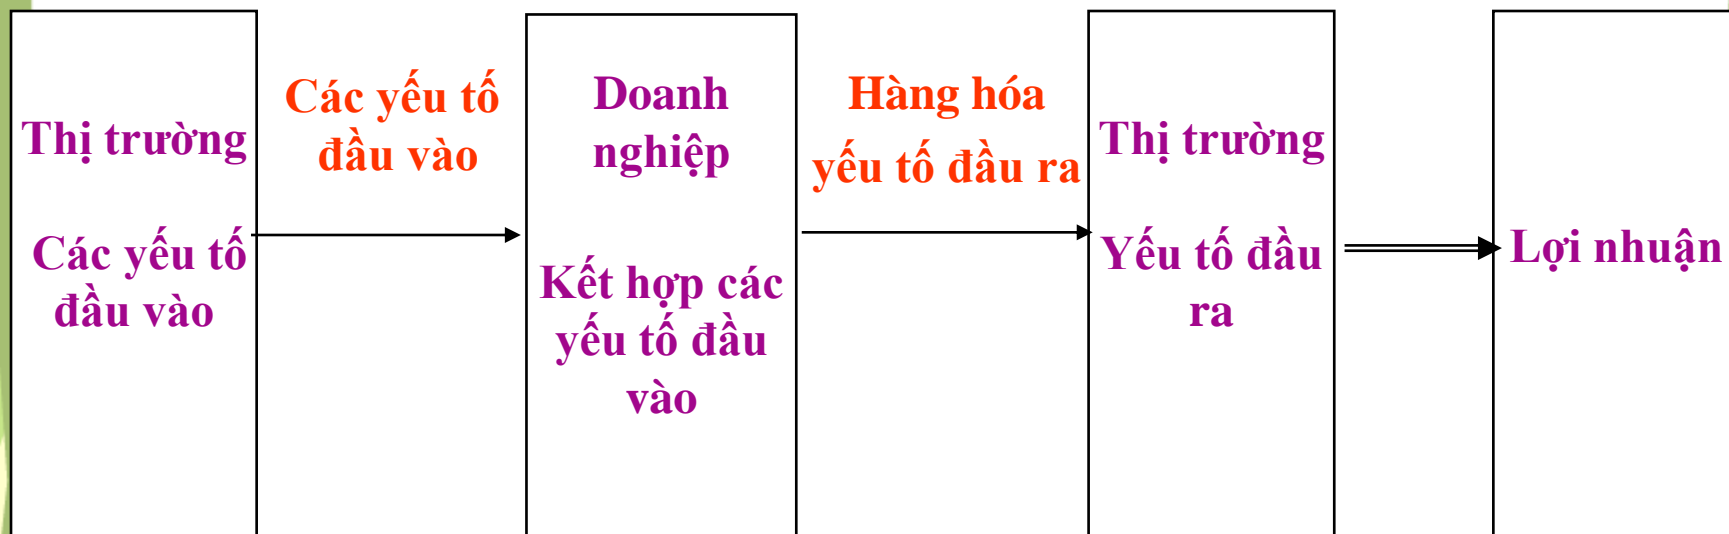 Thị trường
Các yếu tố
đầu vào
Các yếu tố
đầu vào
Doanh
nghiệp
Kết hợp các
yếu tố đầu
vào
Hàng hóa
yếu tố đầu ra
Thị trường
Yếu tố đầu
ra
Lợi nhuận